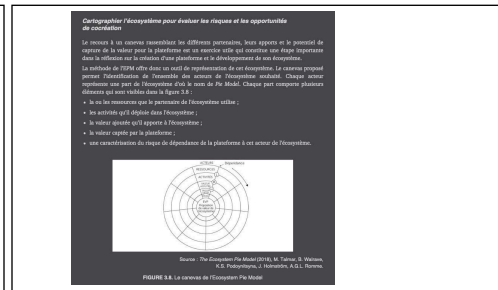 Cartographier l'écosystème pour évaluer les risques et les opportunités
de cocréation
Le recours à un canevas rassemblant les différents partenaires, leurs apports et le potentiel de
capture de la valeur pour la plateforme est un exercice utile qui constitue une étape importante
dans la réflexion sur la création d'une plateforme et le développement de son écosystème.
La méthode de l'EPM offre donc un outil de représentation de cet écosystème. Le canevas proposé
permet l'identification de l'ensemble des acteurs de l'écosystème souhaité. Chaque acteur
représente une part de l'écosystème d'où le nom de Pie Model. Chaque part comporte plusieurs
éléments qui sont visibles dans la figure 3.8 :
• la ou les ressources que le partenaire de l'écosystème utilise ;
• les activités qu'il déploie dans l'écosystème ;
• la valeur ajoutée qu'il apporte à l'écosystème ;
• la valeur captée par la plateforme ;
• une caractérisation du risque de dépendance de la plateforme à cet acteur de l'écosystème.
ACTEURS
RESSOURCES
ACTIVITÉS
Source : The Ecosystem Pie Model (2018), M. Talmar, B. Walrave,
K.S. Podoynitsyna, J. Holmström, A.G.L. Romme.
FIGURE 3.8. Le canevas de l'Ecosystem Pie Model